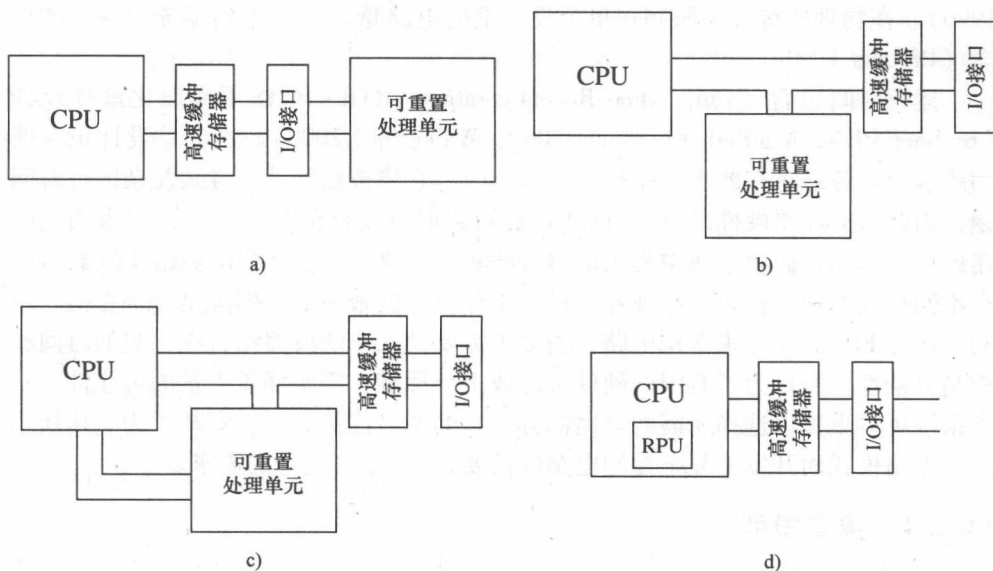 CPU
高速缓冲
存储器
I/O接口
可重置
处理单元
a)
CPU
高速缓冲
存储器
I/O接口
可重置
处理单元
b)
CPU
高速缓冲
存储器
I/O接口
可重置
处理单元
c)
CPU
RPU
高速缓冲
存储器
I/O接口
d)